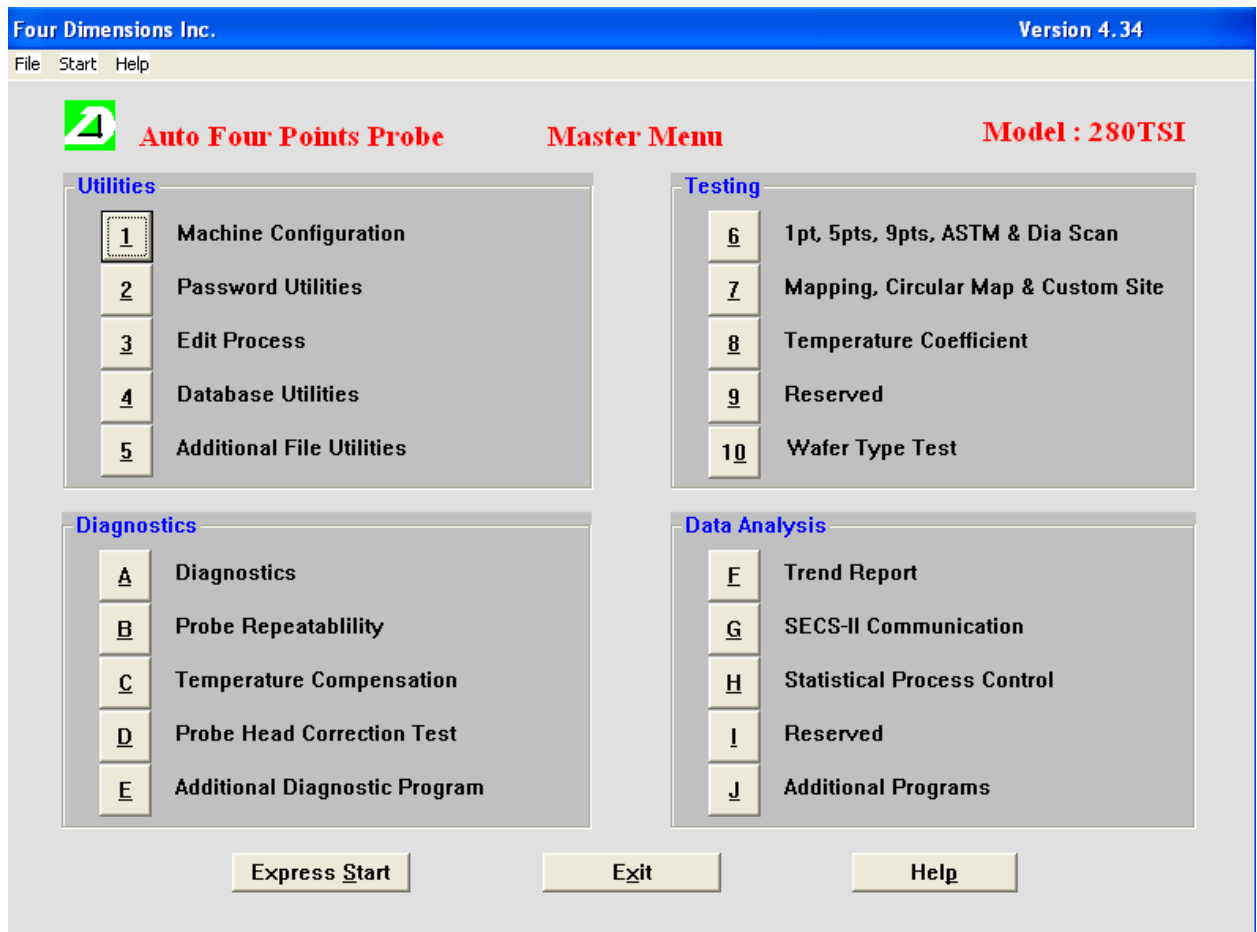 Four Dimensions Inc. Version 4.34
File Start Help
4 Auto Four Points Probe Master Menu Model : 280TSI
Utilities
1 Machine Configuration
2 Password Utilities
3 Edit Process
4 Database Utilities
5 Additional File Utilities
Testing
6 1pt, 5pts, 9pts, ASTM & Dia Scan
7 Mapping, Circular Map & Custom Site
8 Temperature Coefficient
9 Reserved
10 Wafer Type Test
Diagnostics
A Diagnostics
B Probe Repeatablility
C Temperature Compensation
D Probe Head Correction Test
E Additional Diagnostic Program
Data Analysis
F Trend Report
G SECS-II Communication
H Statistical Process Control
I Reserved
J Additional Programs
Express Start Exit Help